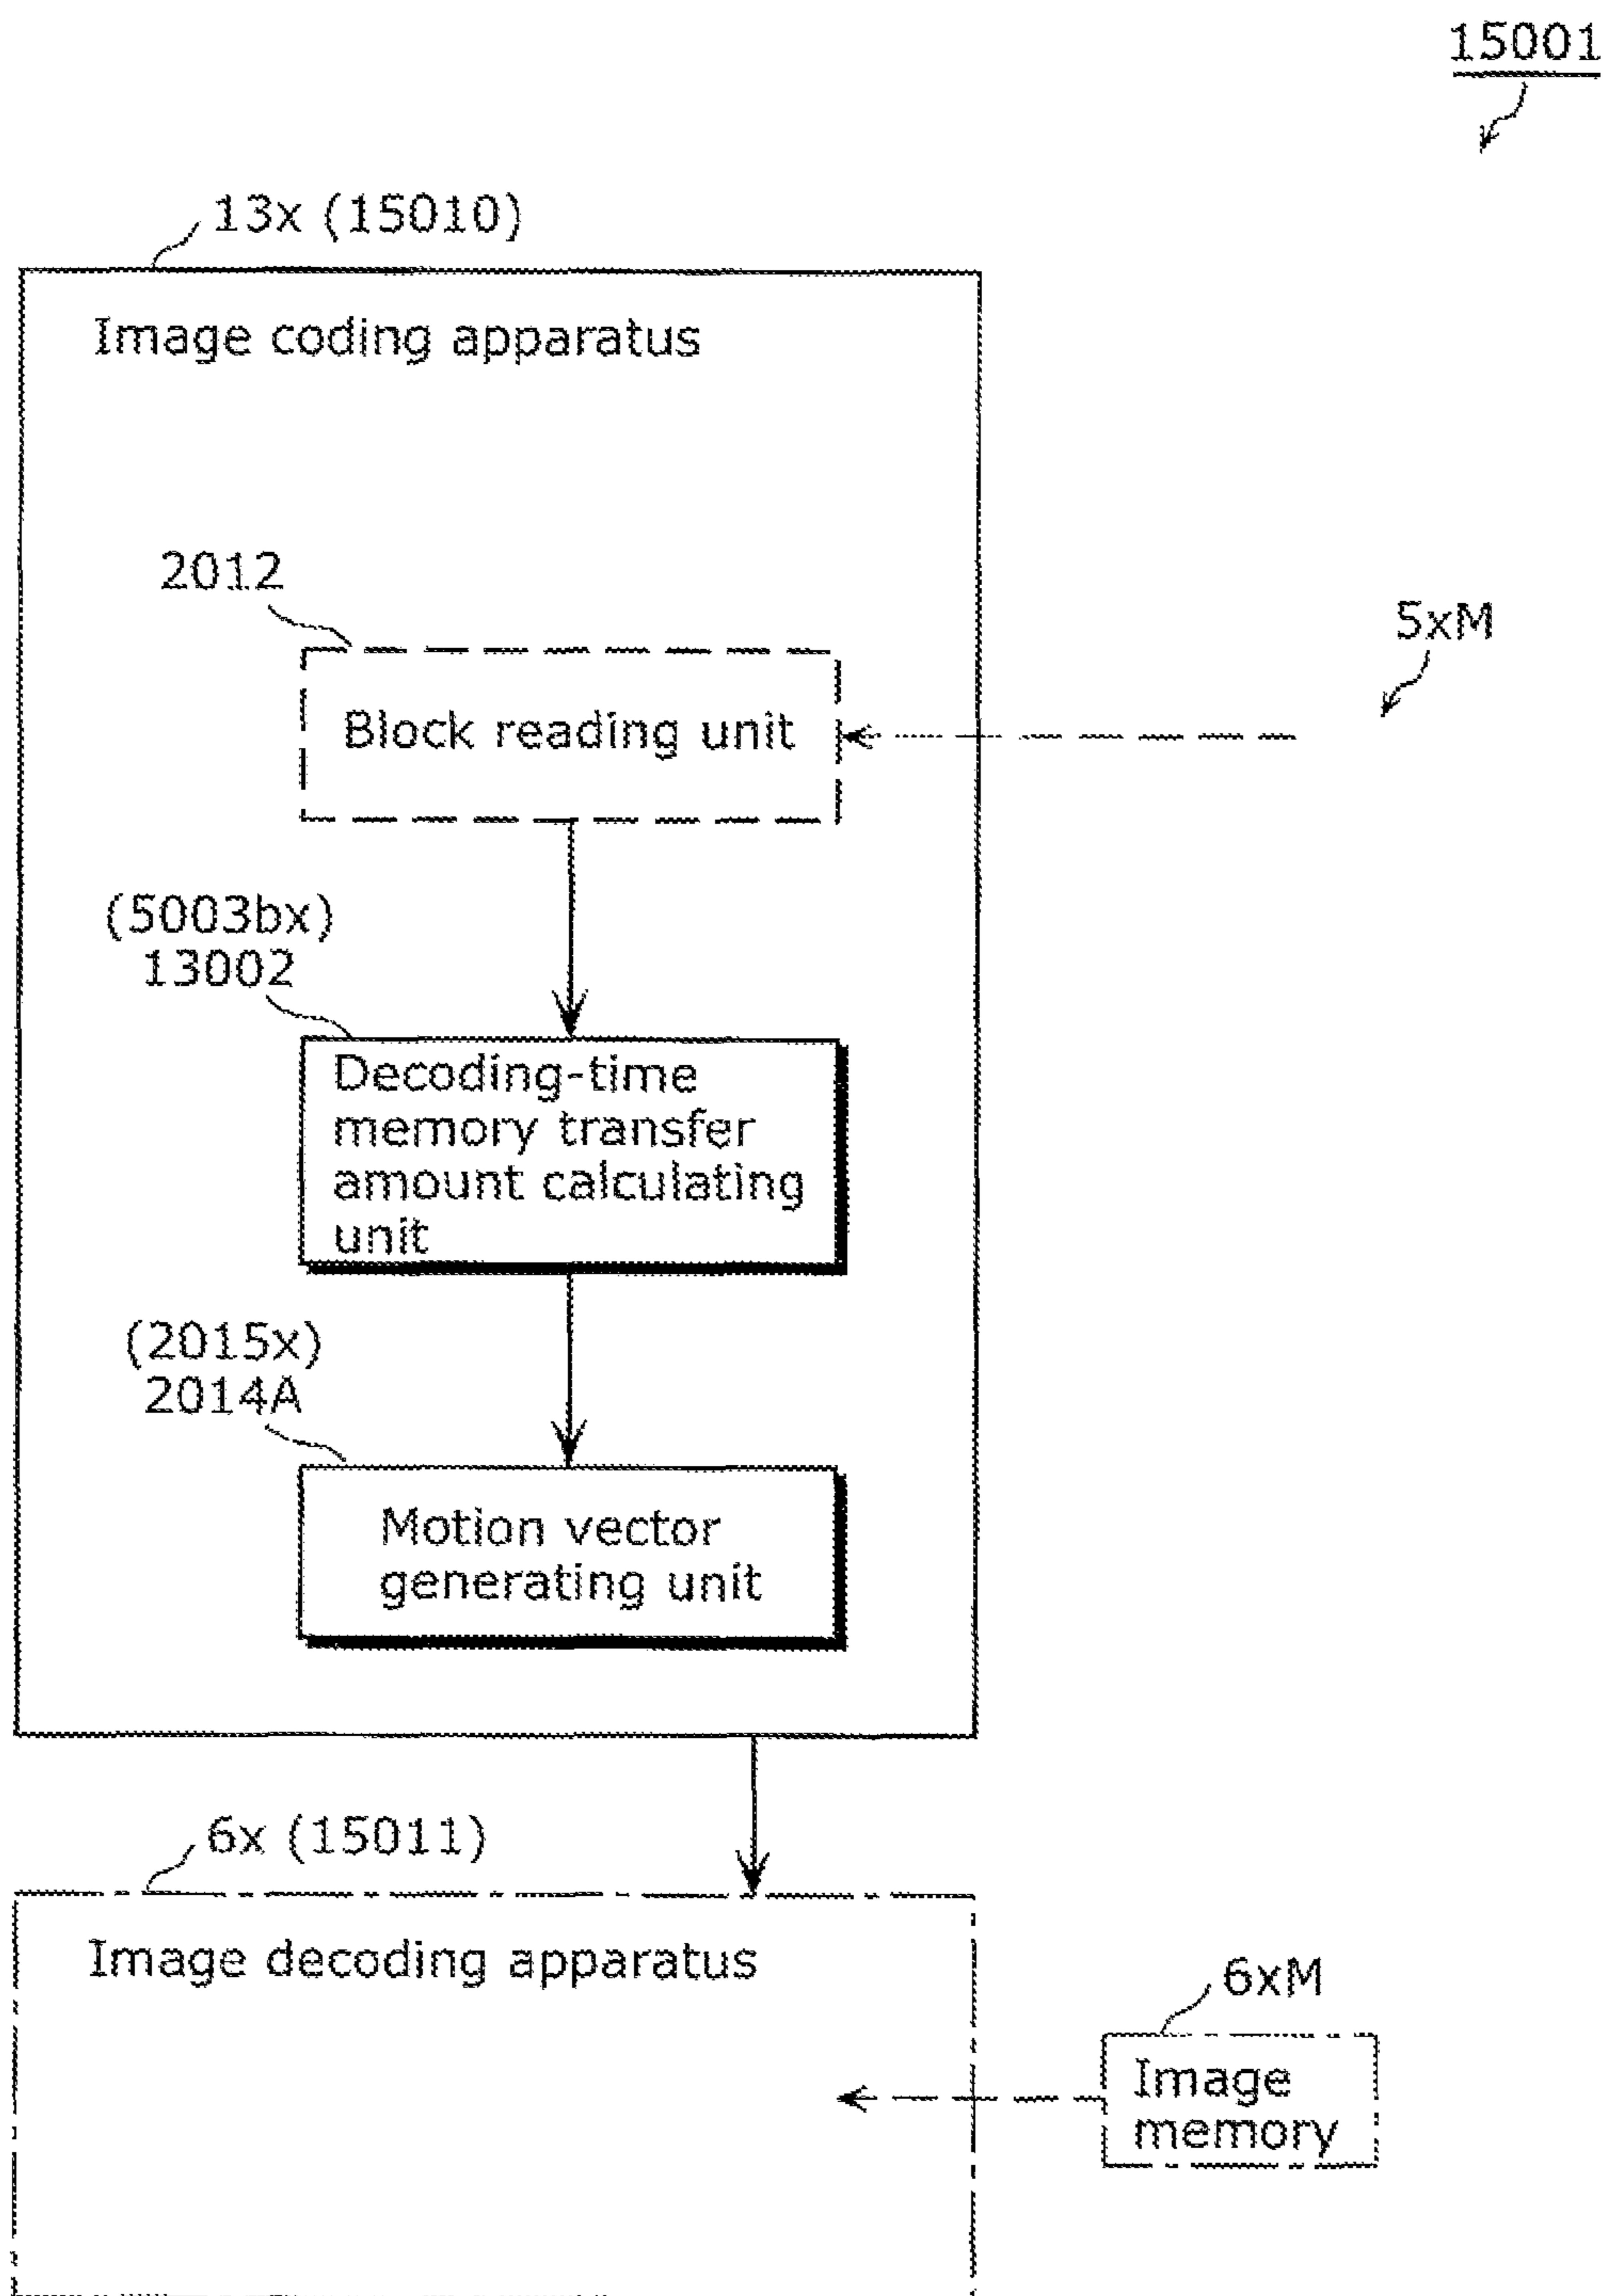 15001
13x (15010)
Image coding apparatus
2012
5xM
Block reading unit
(5003bx)
13002
Decoding-time
memory transfer
amount calculating
unit
(2015x)
2014A
Motion vector
generating unit
6x (15011)
Image decoding apparatus
6xM
Image
memory